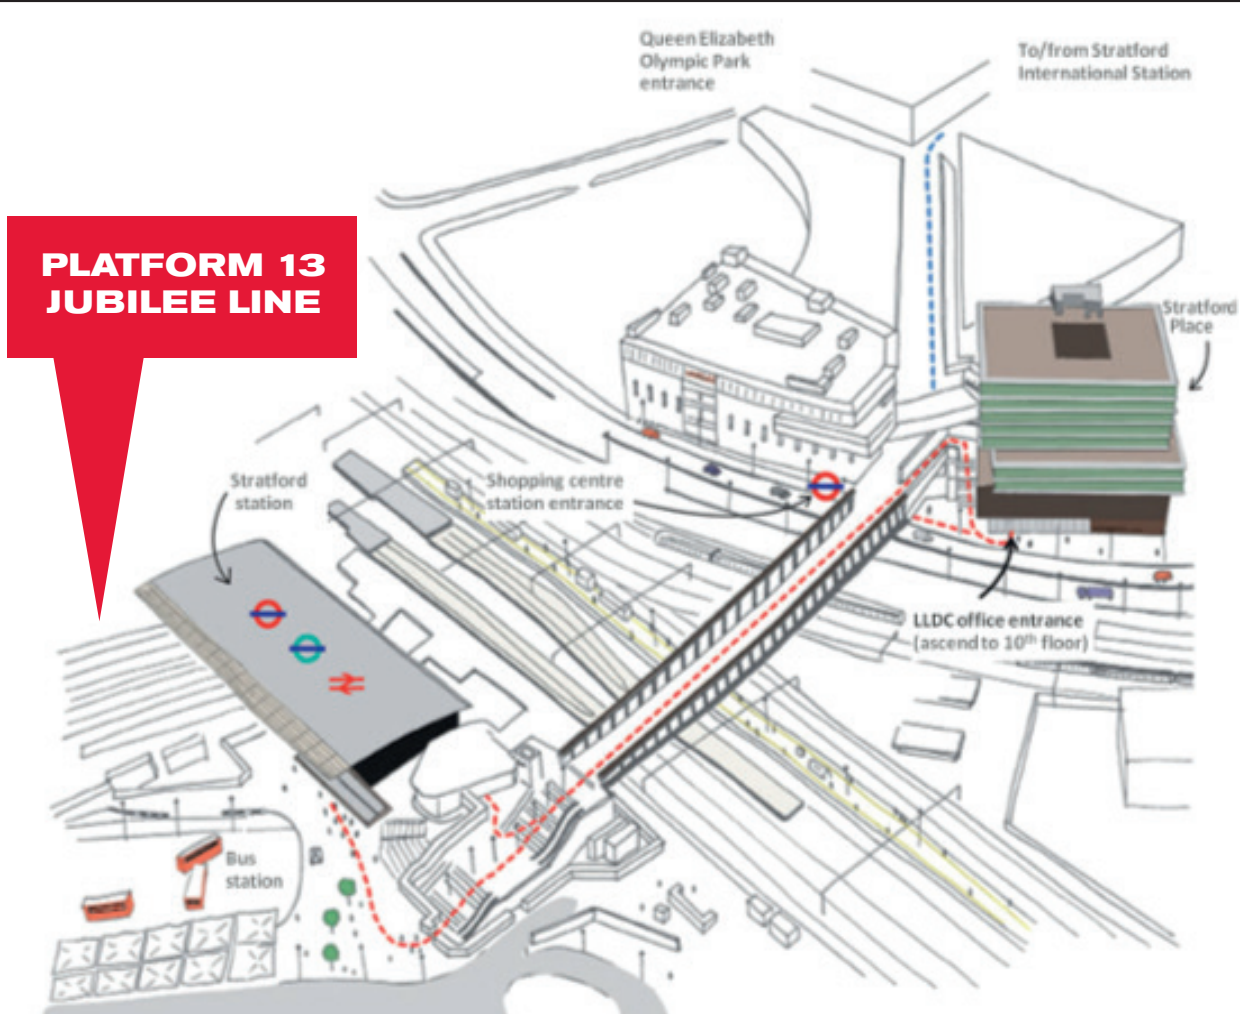 Queen Elizabeth
Olympic Park
entrance
To/from Stratford
International Station
PLATFORM 13
JUBILEE LINE
Stratford
Place
Stratford
station
Shopping centre
station entrance
LLDC office entrance
(ascend to 10th floor)
Bus
station